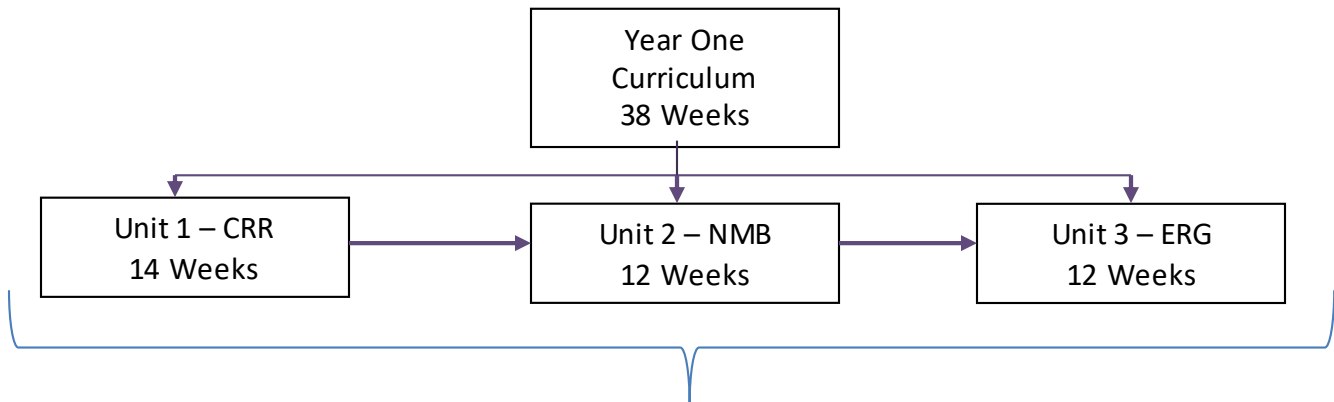 Year One
Curriculum
38 Weeks
Unit 1 – CRR
14 Weeks
Unit 2 – NMB
12 Weeks
Unit 3 – ERG
12 Weeks